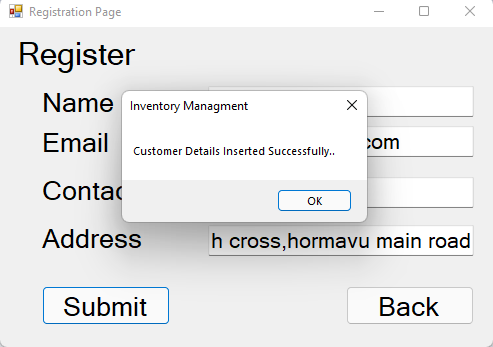 Registration Page
Register
Inventory Managment
Name
Customer Details Inserted Successfully..
Email
com
OK
Contac
Address
h cross,hormavu main road
Submit
Back